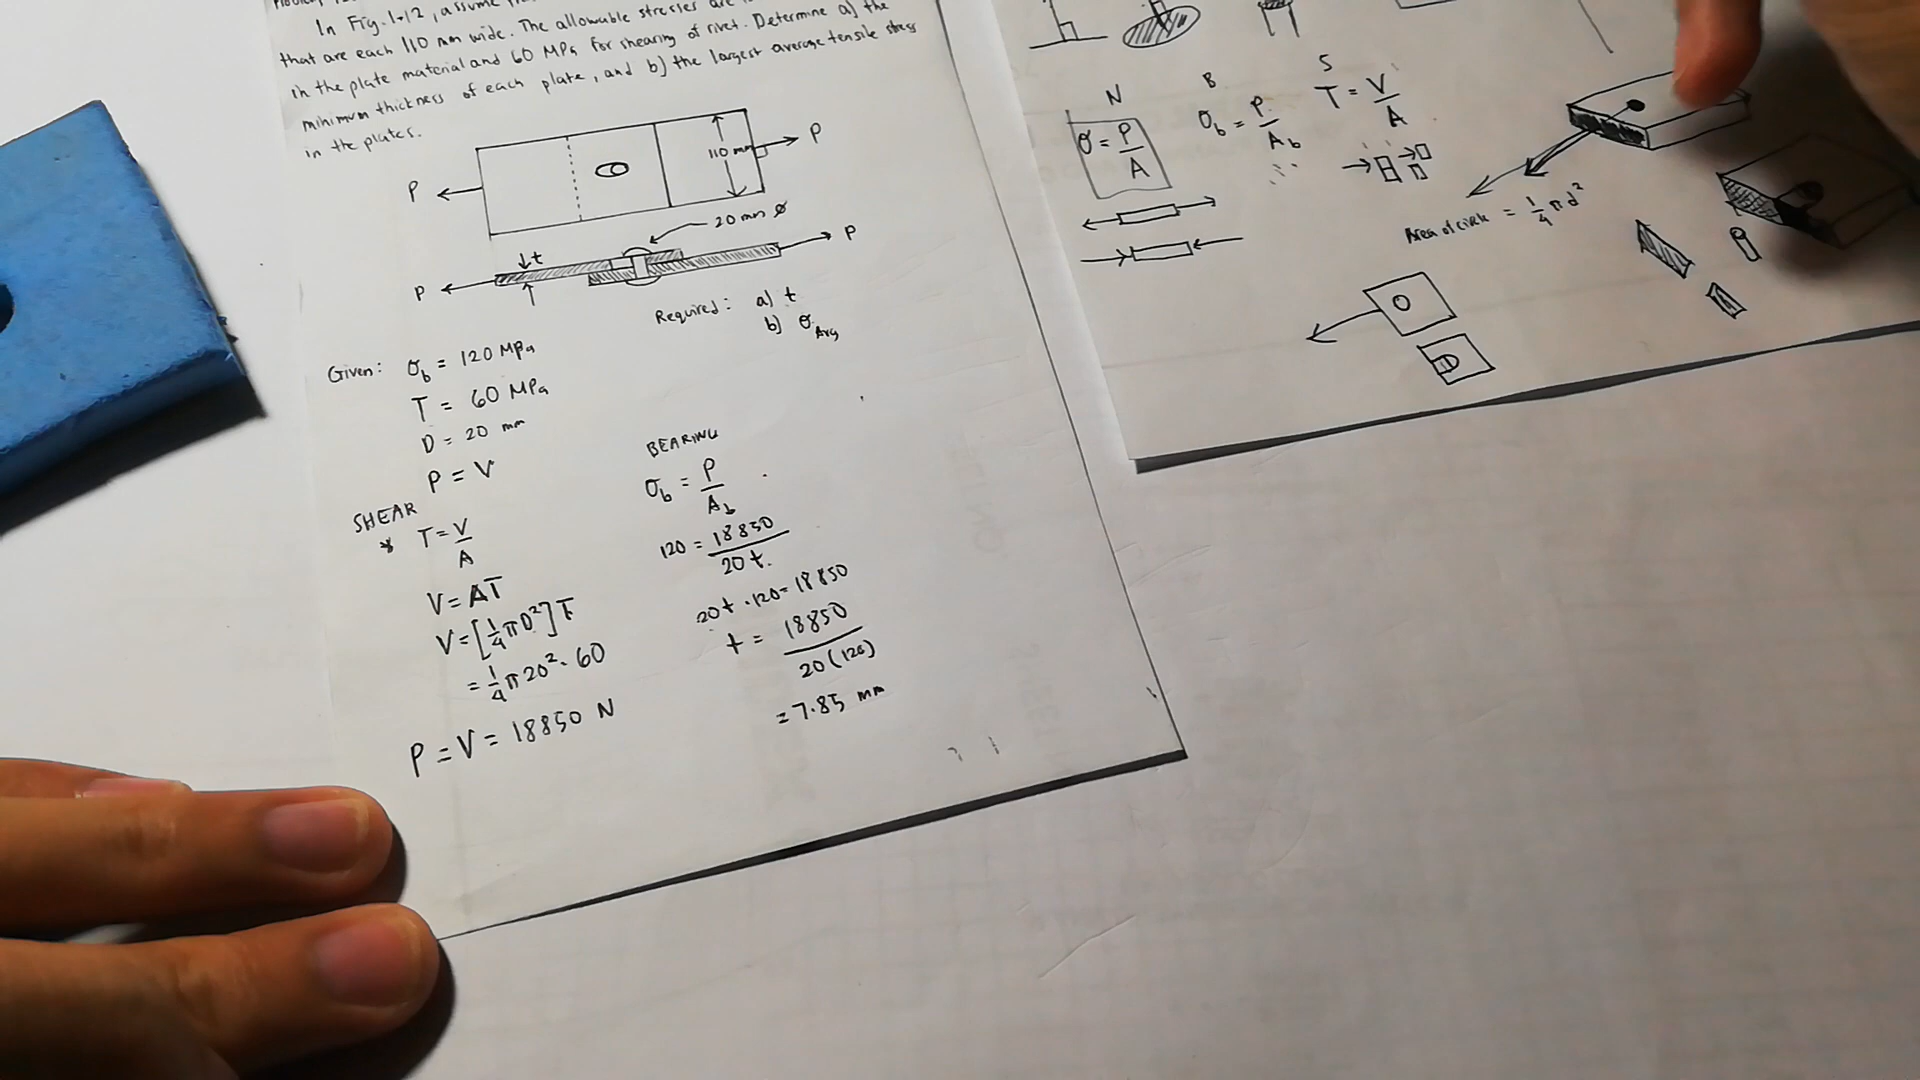 In Fig. 1-12, assume
that are each 110 mm wide. The allowable stresses are
in the plate material and 60 MPa for shearing of rivet. Determine a) the
minimum thickness of each plate, and b) the largest average tensile stress
in the plates.
110 mm
P
P
20 mm Ø
t
P
P
Required: a) t
b) σAvg
Given: σb = 120 MPa
T = 60 MPa
D = 20 mm
P = V
SHEAR
* T = V/A
V = AT
V = [1/4 πD²] T
= 1/4 π 20² · 60
P = V = 18850 N
BEARING
σb = P/Ab
120 = 18850/20t.
20t · 120 = 18850
t = 18850/20(120)
= 7.85 mm
N
σ = P/A
B
σb = P/Ab
S
T = V/A
Area of circle = 1/4 πd²